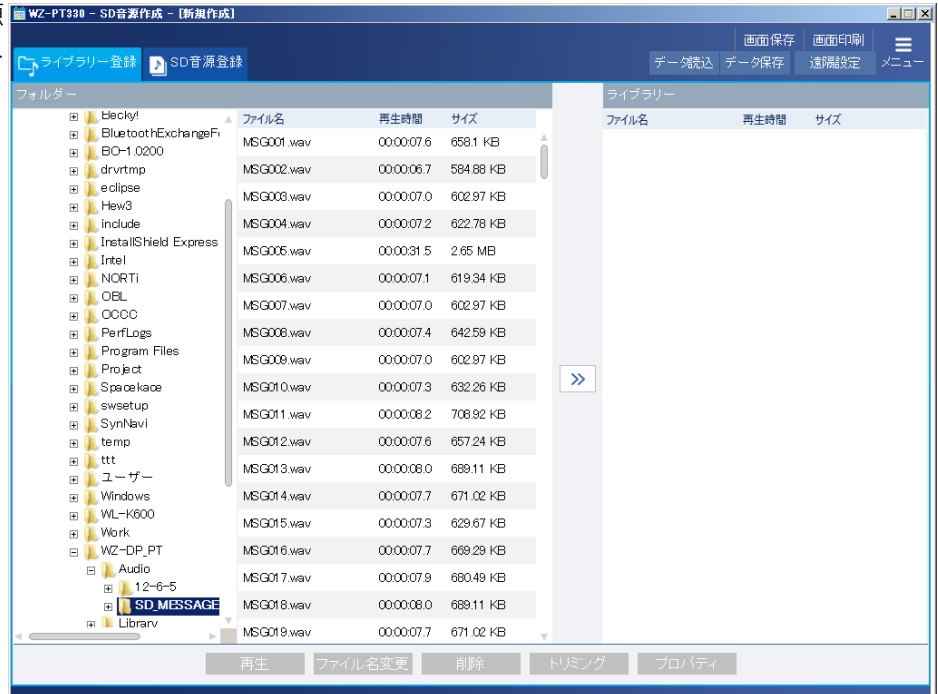 WZ-PT330 - SD音源作成 - [新規作成]
画面保存 画面印刷
ライブラリー登録 SD音源登録 データ読込 データ保存 遠隔設定 メニュー
フォルダー
Becky!
BluetoothExchangeF
BO-1.0200
drvrtmp
eclipse
Hew3
include
InstallShield Express
Intel
NORTi
OBL
OCCC
PerfLogs
Program Files
Project
Spacekace
swsetup
SynNavi
temp
ttt
ユーザー
Windows
WL-K600
Work
WZ-DP_PT
Audio
12-6-5
SD_MESSAGE
Library
ファイル名 再生時間 サイズ
MSG001.wav 00:00:07.6 658.1 KB
MSG002.wav 00:00:06.7 584.88 KB
MSG003.wav 00:00:07.0 602.97 KB
MSG004.wav 00:00:07.2 622.78 KB
MSG005.wav 00:00:31.5 2.65 MB
MSG006.wav 00:00:07.1 619.34 KB
MSG007.wav 00:00:07.0 602.97 KB
MSG008.wav 00:00:07.4 642.59 KB
MSG009.wav 00:00:07.0 602.97 KB
MSG010.wav 00:00:07.3 632.26 KB
MSG011.wav 00:00:08.2 708.92 KB
MSG012.wav 00:00:07.6 657.24 KB
MSG013.wav 00:00:08.0 689.11 KB
MSG014.wav 00:00:07.7 671.02 KB
MSG015.wav 00:00:07.3 629.67 KB
MSG016.wav 00:00:07.7 669.29 KB
MSG017.wav 00:00:07.9 680.49 KB
MSG018.wav 00:00:08.0 689.11 KB
MSG019.wav 00:00:07.7 671.02 KB
>>
ライブラリー
ファイル名 再生時間 サイズ
再生 ファイル名変更 削除 トリミング プロパティ